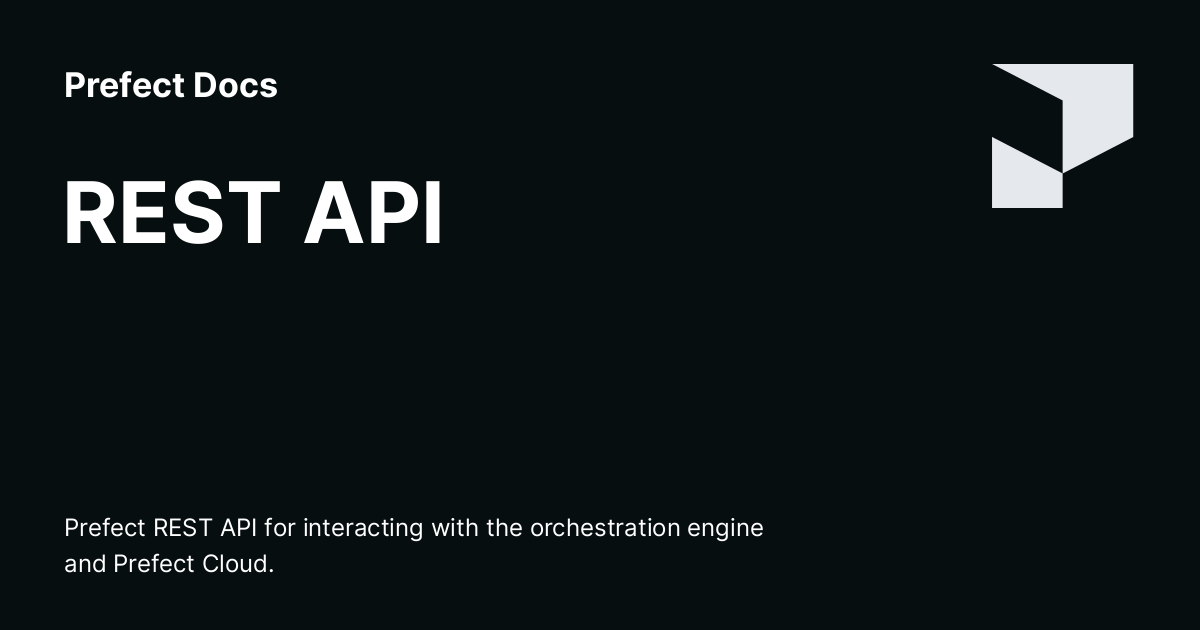 Prefect Docs
REST API
Prefect REST API for interacting with the orchestration engine
and Prefect Cloud.